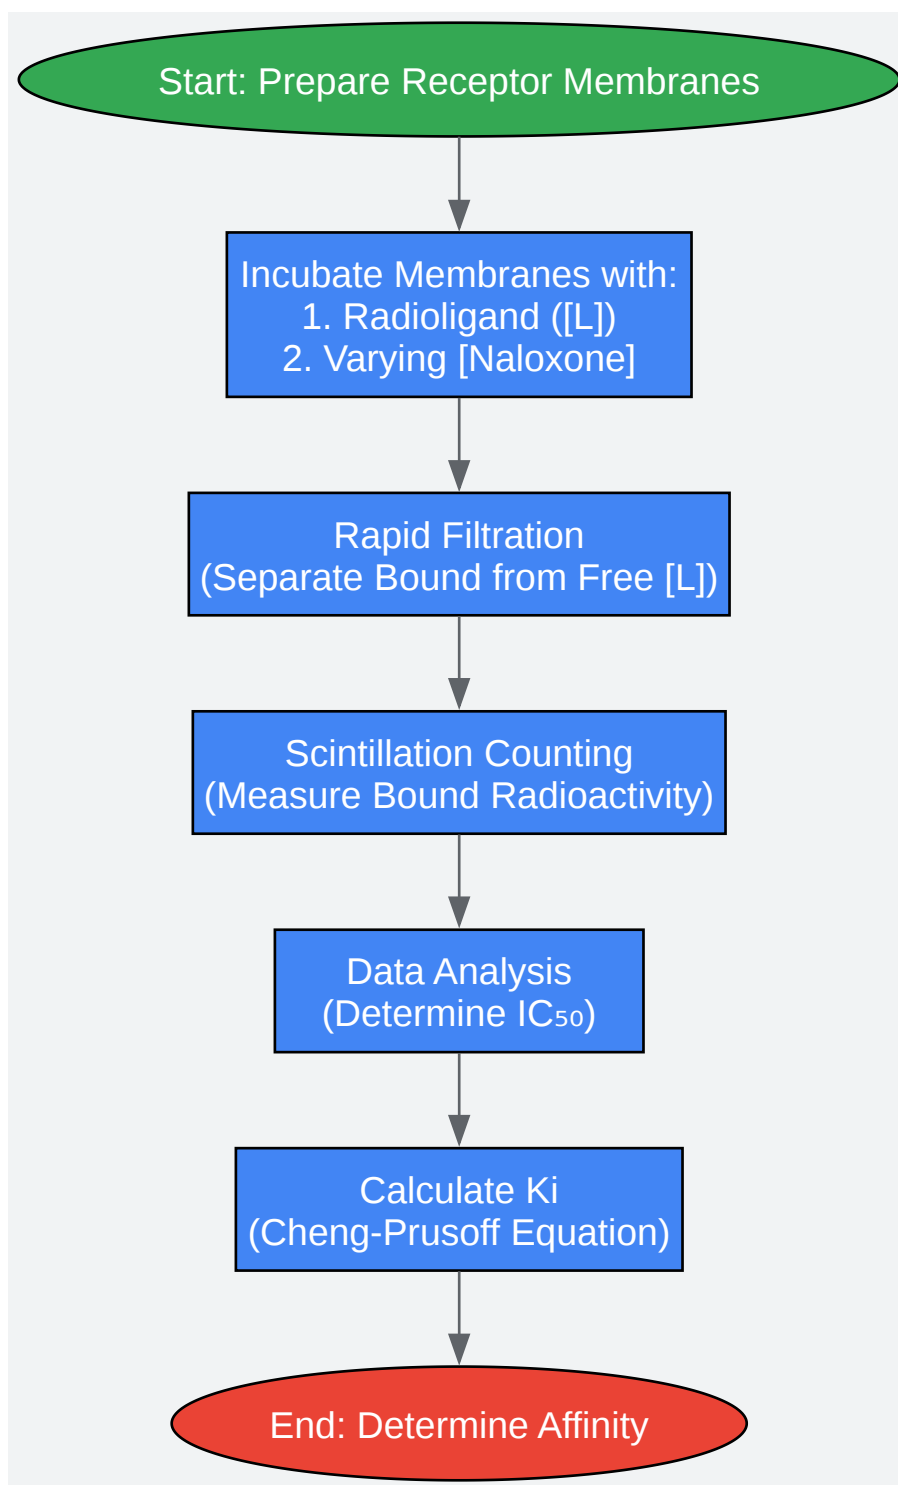 Start: Prepare Receptor Membranes
Incubate Membranes with:
1. Radioligand ([L])
2. Varying [Naloxone]
Rapid Filtration
(Separate Bound from Free [L])
Scintillation Counting
(Measure Bound Radioactivity)
Data Analysis
(Determine IC₅₀)
Calculate Ki
(Cheng-Prusoff Equation)
End: Determine Affinity